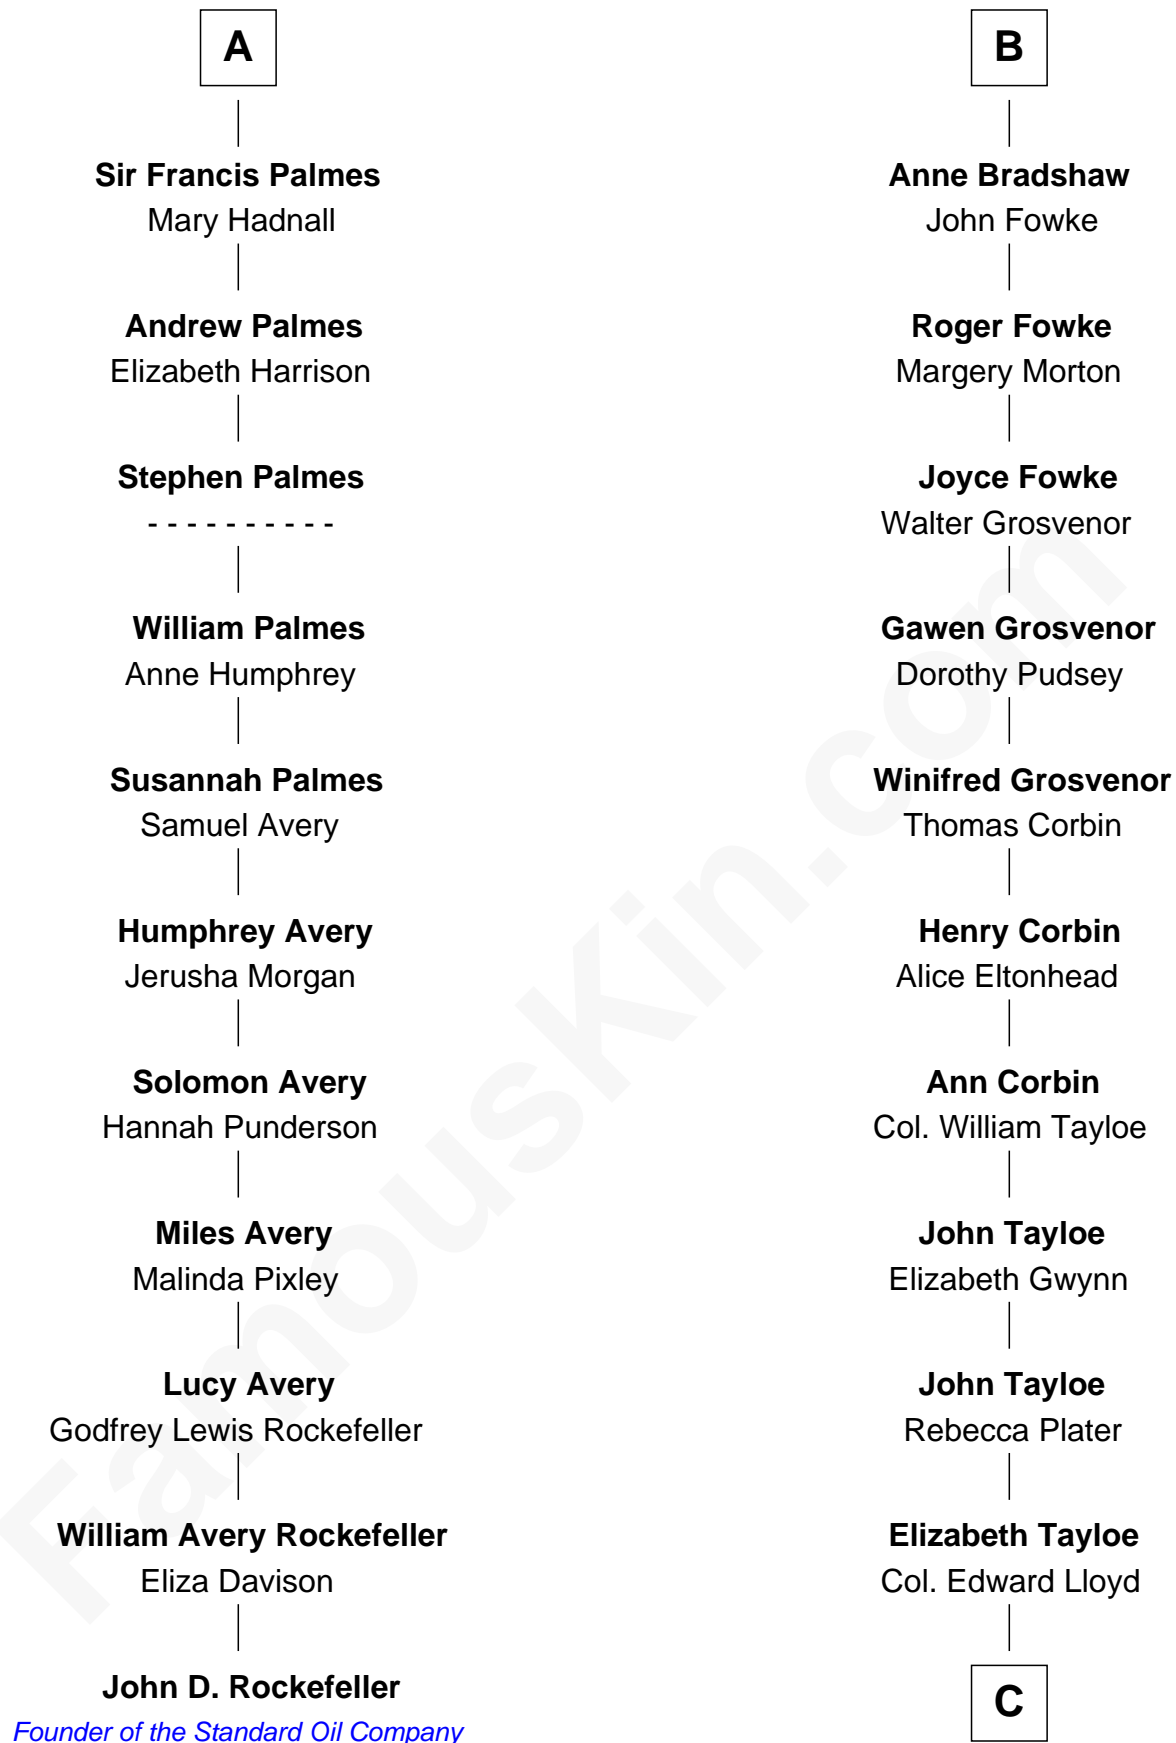 A
Sir Francis Palmes
Mary Hadnall
Andrew Palmes
Elizabeth Harrison
Stephen Palmes
- - - - - - - - - -
William Palmes
Anne Humphrey
Susannah Palmes
Samuel Avery
Humphrey Avery
Jerusha Morgan
Solomon Avery
Hannah Punderson
Miles Avery
Malinda Pixley
Lucy Avery
Godfrey Lewis Rockefeller
William Avery Rockefeller
Eliza Davison
John D. Rockefeller
Founder of the Standard Oil Company
B
Anne Bradshaw
John Fowke
Roger Fowke
Margery Morton
Joyce Fowke
Walter Grosvenor
Gawen Grosvenor
Dorothy Pudsey
Winifred Grosvenor
Thomas Corbin
Henry Corbin
Alice Eltonhead
Ann Corbin
Col. William Tayloe
John Tayloe
Elizabeth Gwynn
John Tayloe
Rebecca Plater
Elizabeth Tayloe
Col. Edward Lloyd
C
FamousKin.com